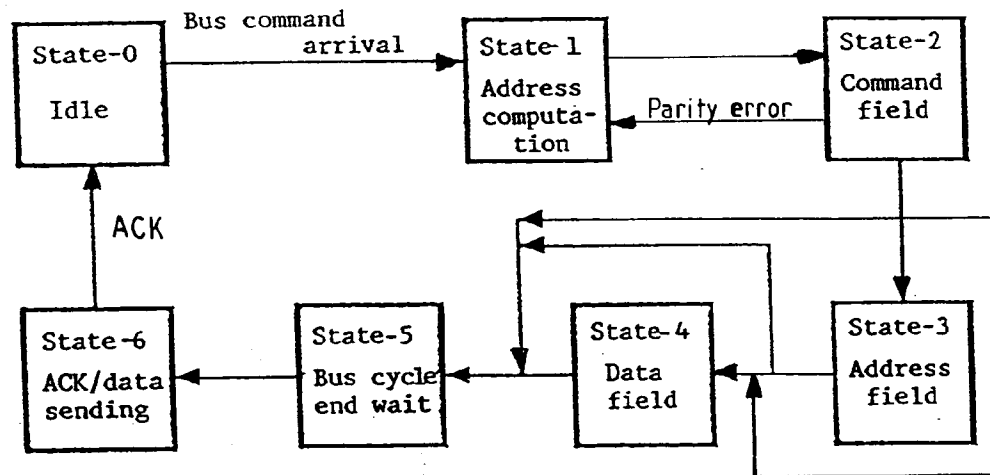 Bus command
arrival
State-0
Idle
State-1
Address
computa-
tion
State-2
Command
field
Parity error
ACK
State-6
ACK/data
sending
State-5
Bus cycle
end wait
State-4
Data
field
State-3
Address
field